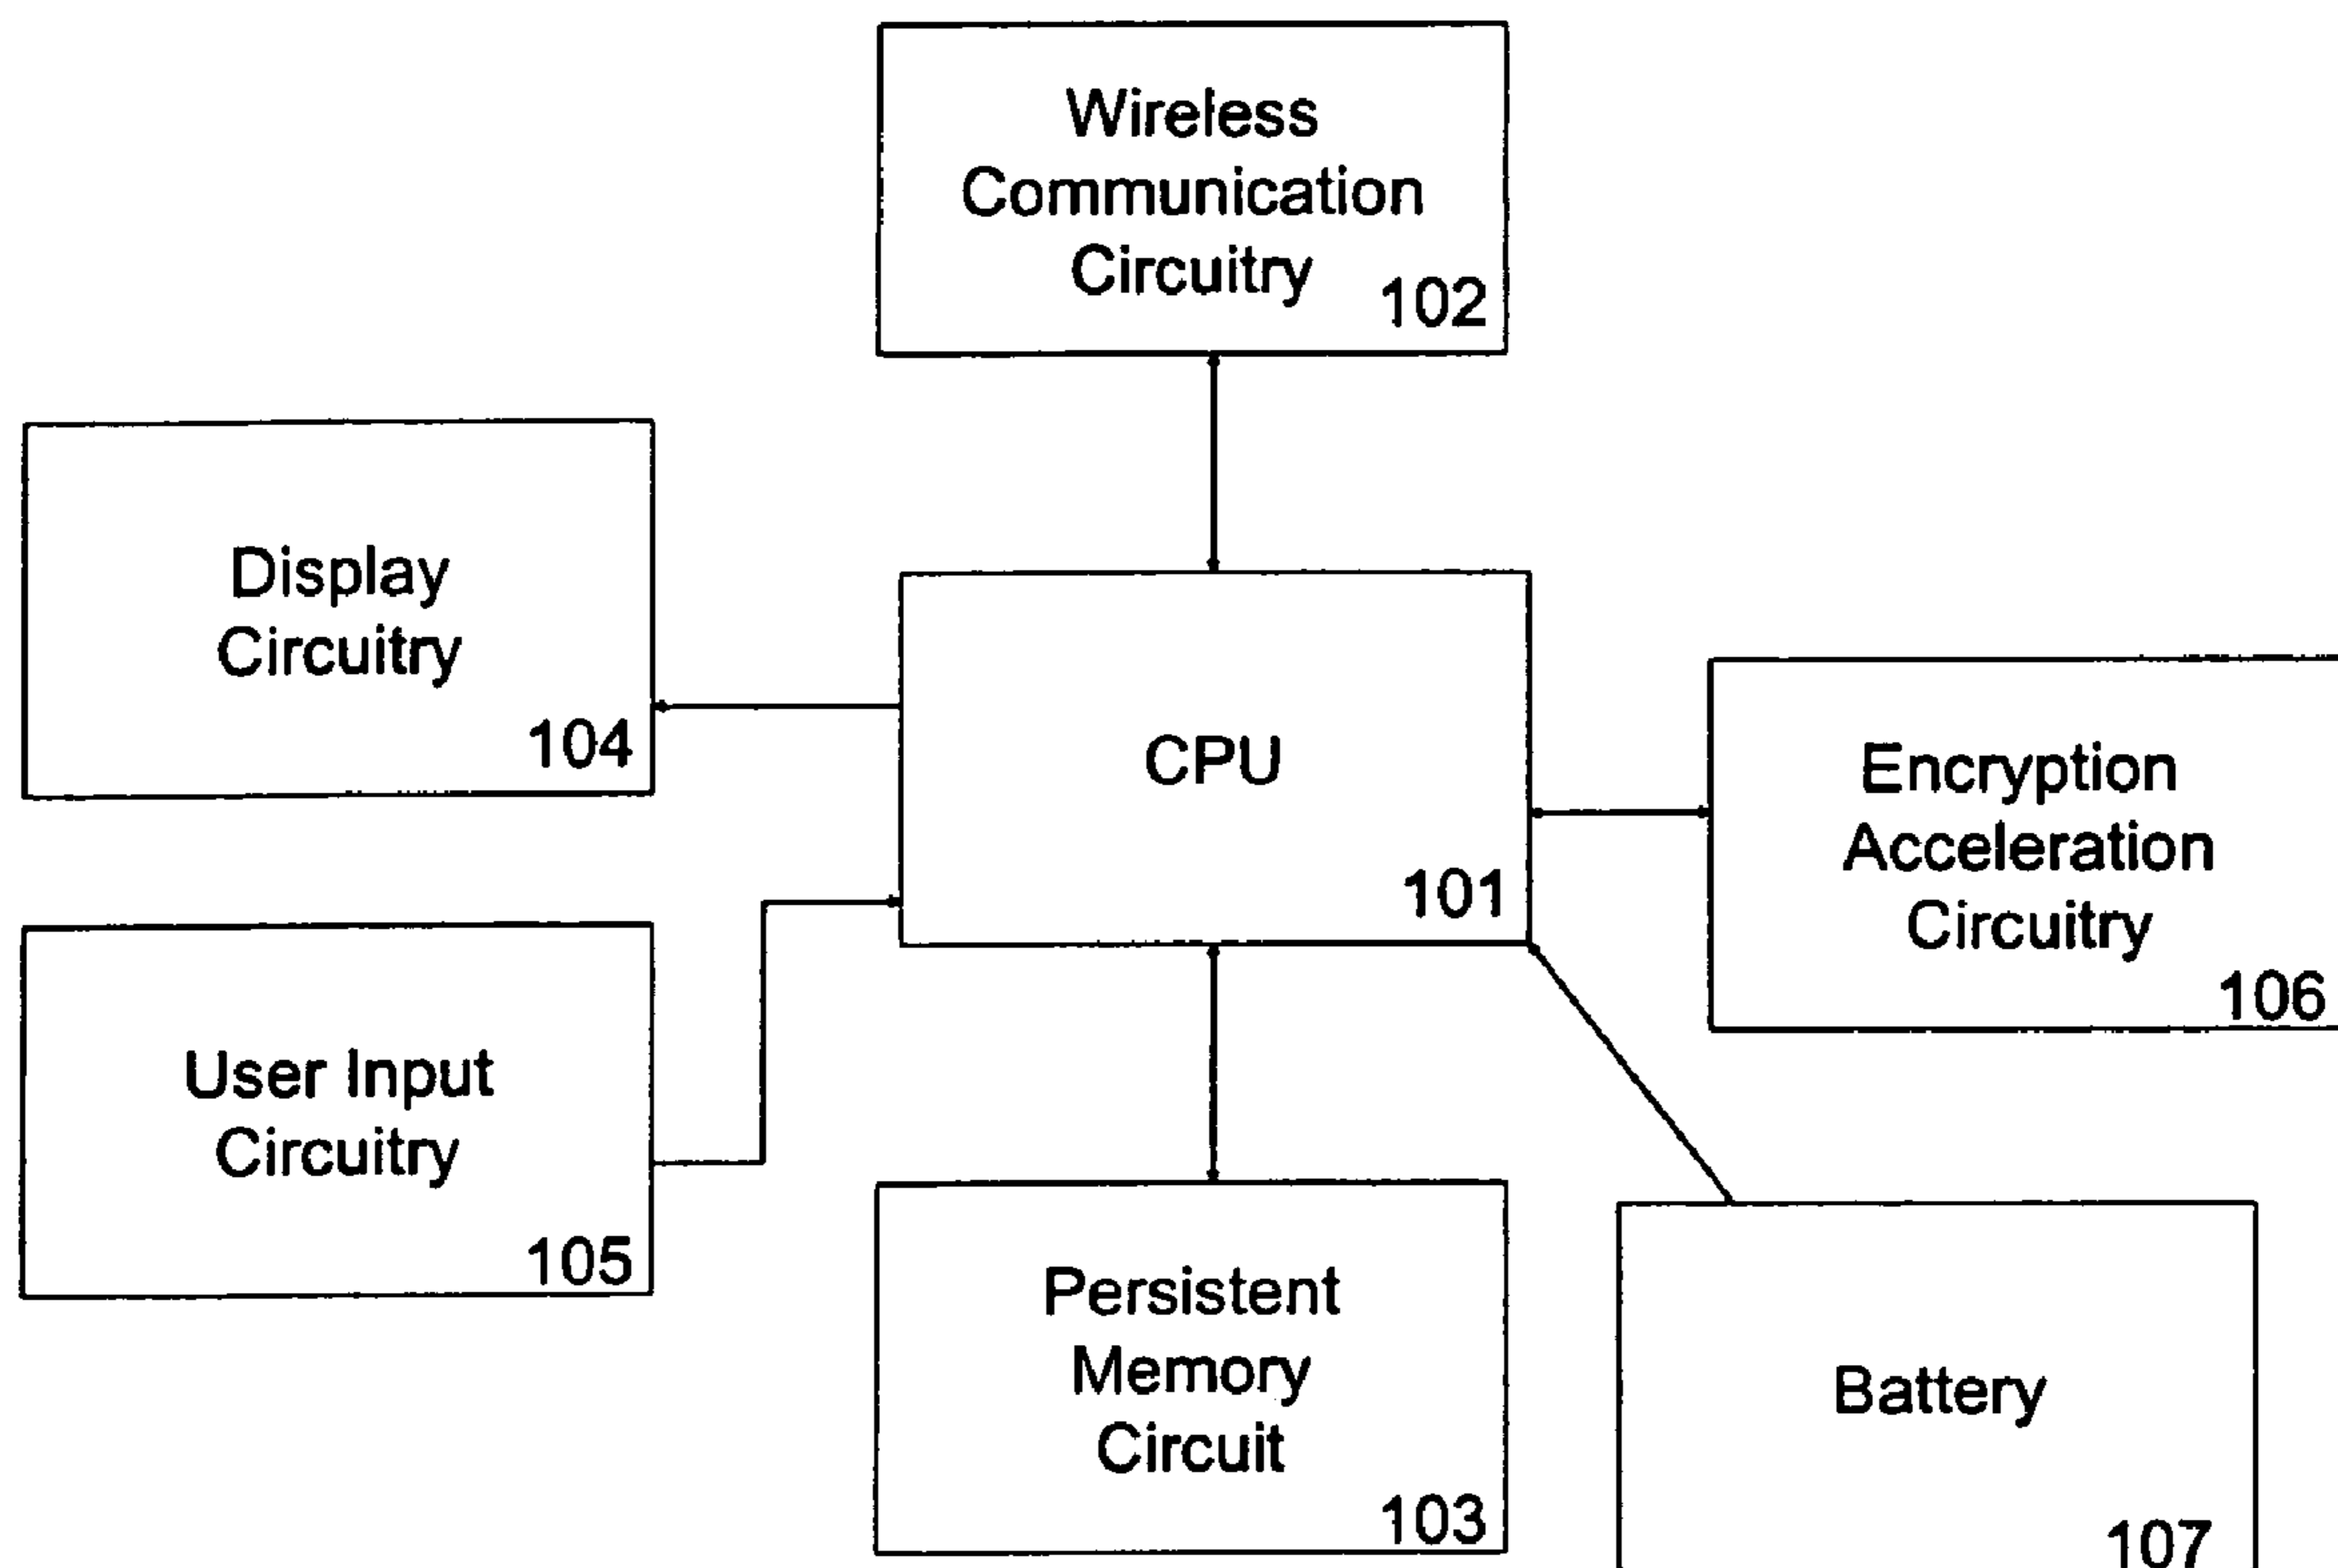 Wireless
Communication
Circuitry
102
Display
Circuitry
104
CPU
101
Encryption
Acceleration
Circuitry
106
User Input
Circuitry
105
Persistent
Memory
Circuit
103
Battery
107